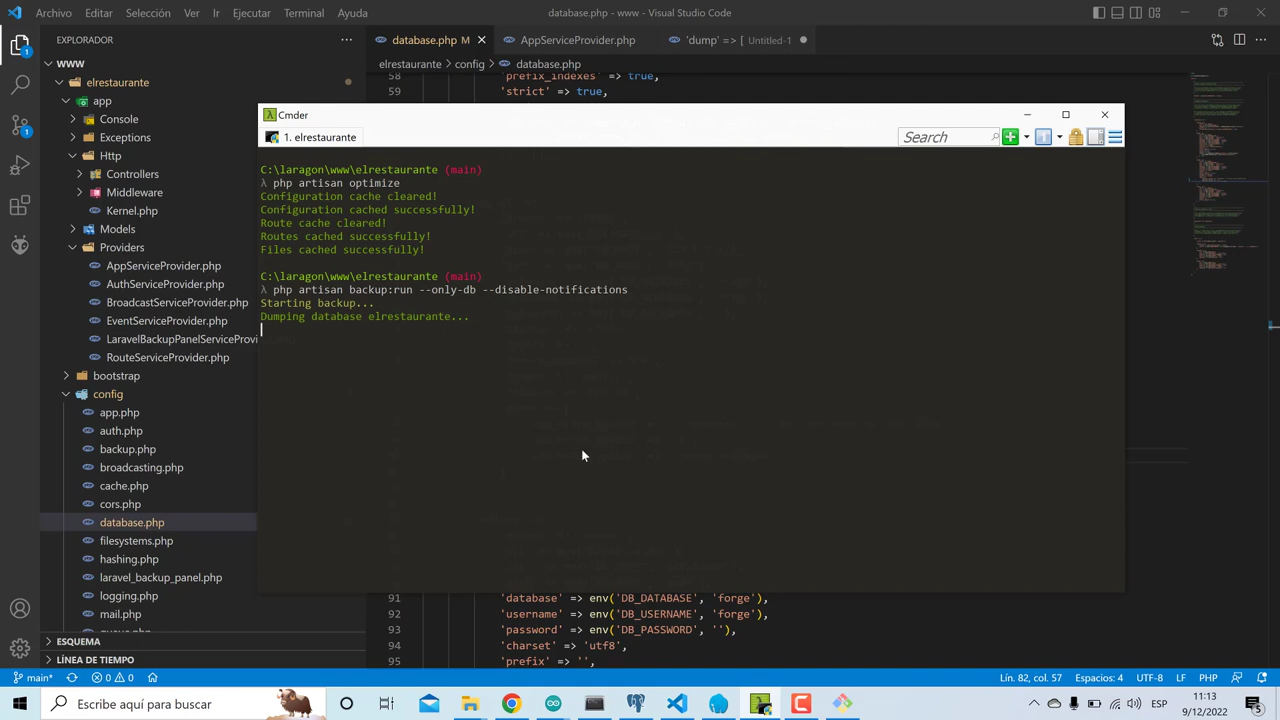 Archivo Editar Selección Ver Ir Ejecutar Terminal Ayuda
database.php - www - Visual Studio Code
EXPLORADOR
database.php M
AppServiceProvider.php
'dump' => [ Untitled-1
elrestaurante > config > database.php
WWW
elrestaurante
app
Console
Exceptions
Http
Controllers
Middleware
Kernel.php
Models
Providers
AppServiceProvider.php
AuthServiceProvider.php
BroadcastServiceProvider.php
EventServiceProvider.php
LaravelBackupPanelServiceProvi
RouteServiceProvider.php
bootstrap
config
app.php
auth.php
backup.php
broadcasting.php
cache.php
cors.php
database.php
filesystems.php
hashing.php
laravel_backup_panel.php
logging.php
mail.php
ESQUEMA
LÍNEA DE TIEMPO
58 'prefix_indexes' => true,
59 'strict' => true,
Cmder
1. elrestaurante
Search
C:\laragon\www\elrestaurante (main)
λ php artisan optimize
Configuration cache cleared!
Configuration cached successfully!
Route cache cleared!
Routes cached successfully!
Files cached successfully!
C:\laragon\www\elrestaurante (main)
λ php artisan backup:run --only-db --disable-notifications
Starting backup...
Dumping database elrestaurante...
91 'database' => env('DB_DATABASE', 'forge'),
92 'username' => env('DB_USERNAME', 'forge'),
93 'password' => env('DB_PASSWORD', ''),
94 'charset' => 'utf8',
95 'prefix' => '',
main* 0 0
Lín. 82, col. 57 Espacios: 4 UTF-8 LF PHP
Escribe aquí para buscar
ESP
11:13
9/12/2022